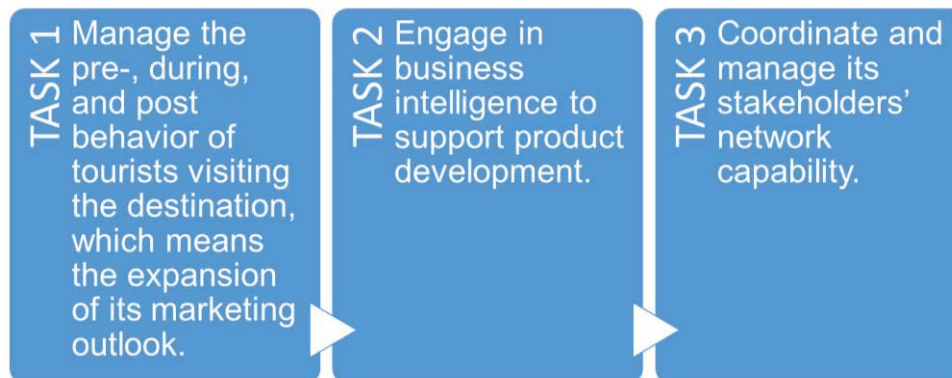 TASK 1
Manage the
pre-, during,
and post
behavior of
tourists visiting
the destination,
which means
the expansion
of its marketing
outlook.
TASK 2
Engage in
business
intelligence to
support product
development.
TASK 3
Coordinate and
manage its
stakeholders’
network
capability.